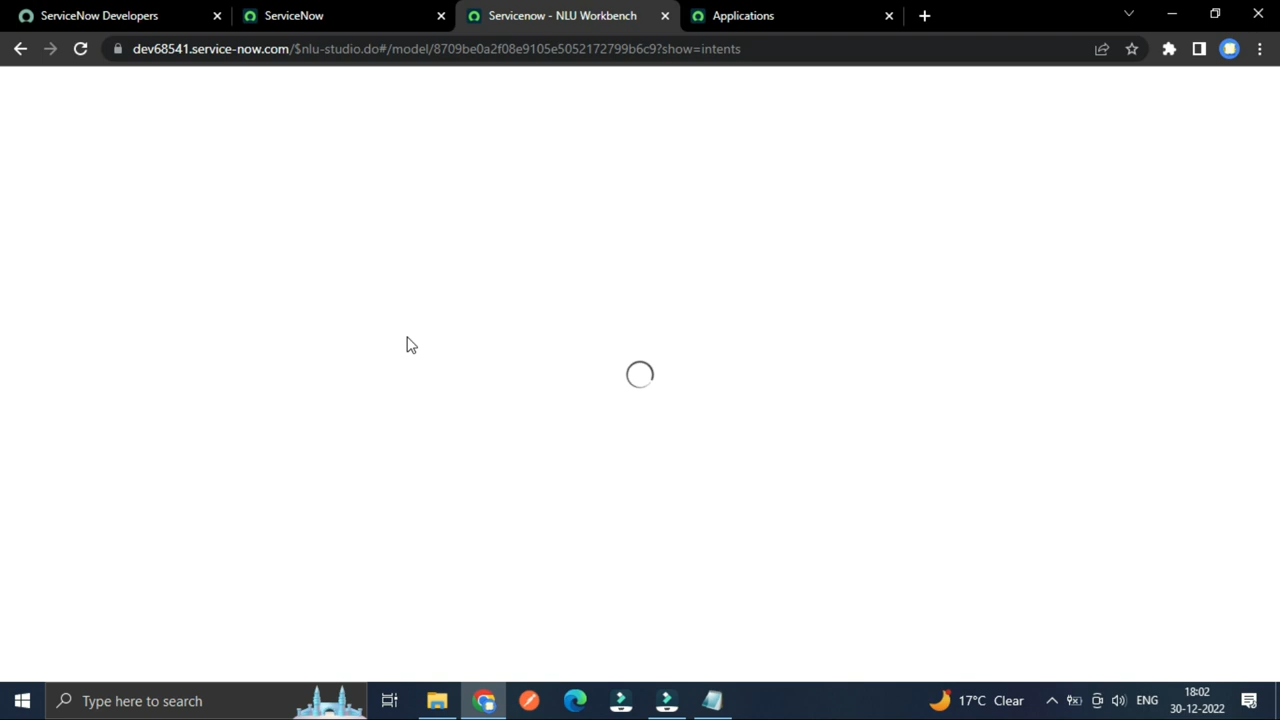 ServiceNow Developers
ServiceNow
Servicenow - NLU Workbench
Applications
dev68541.service-now.com/$nlu-studio.do#/model/8709be0a2f08e9105e5052172799b6c9?show=intents
Type here to search
17°C Clear
ENG
18:02
30-12-2022